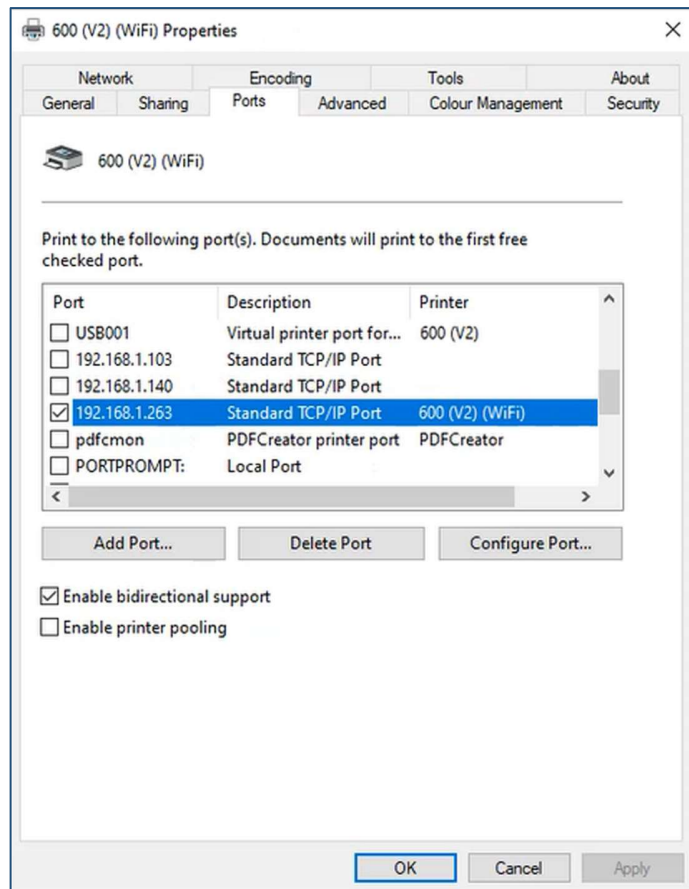 600 (V2) (WiFi) Properties
Network Encoding Tools About
General Sharing Ports Advanced Colour Management Security
600 (V2) (WiFi)
Print to the following port(s). Documents will print to the first free
checked port.
Port Description Printer
USB001 Virtual printer port for... 600 (V2)
192.168.1.103 Standard TCP/IP Port
192.168.1.140 Standard TCP/IP Port
192.168.1.263 Standard TCP/IP Port 600 (V2) (WiFi)
pdfcmon PDFCreator printer port PDFCreator
PORTPROMPT: Local Port
Add Port... Delete Port Configure Port...
Enable bidirectional support
Enable printer pooling
OK Cancel Apply